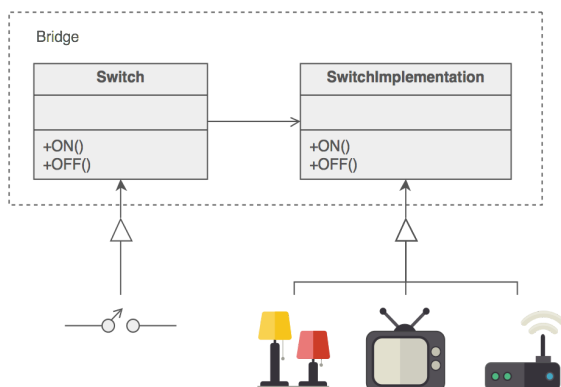 Bridge
Switch
SwitchImplementation
+ON()
+OFF()
+ON()
+OFF()